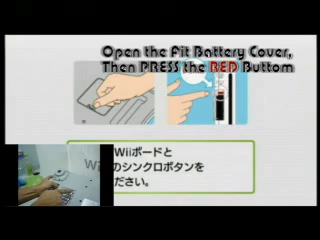 Open the Fit Battery Cover,
Then PRESS the RED Buttom
Wiiボードと
Wi のシンクロボタンを
ださい。